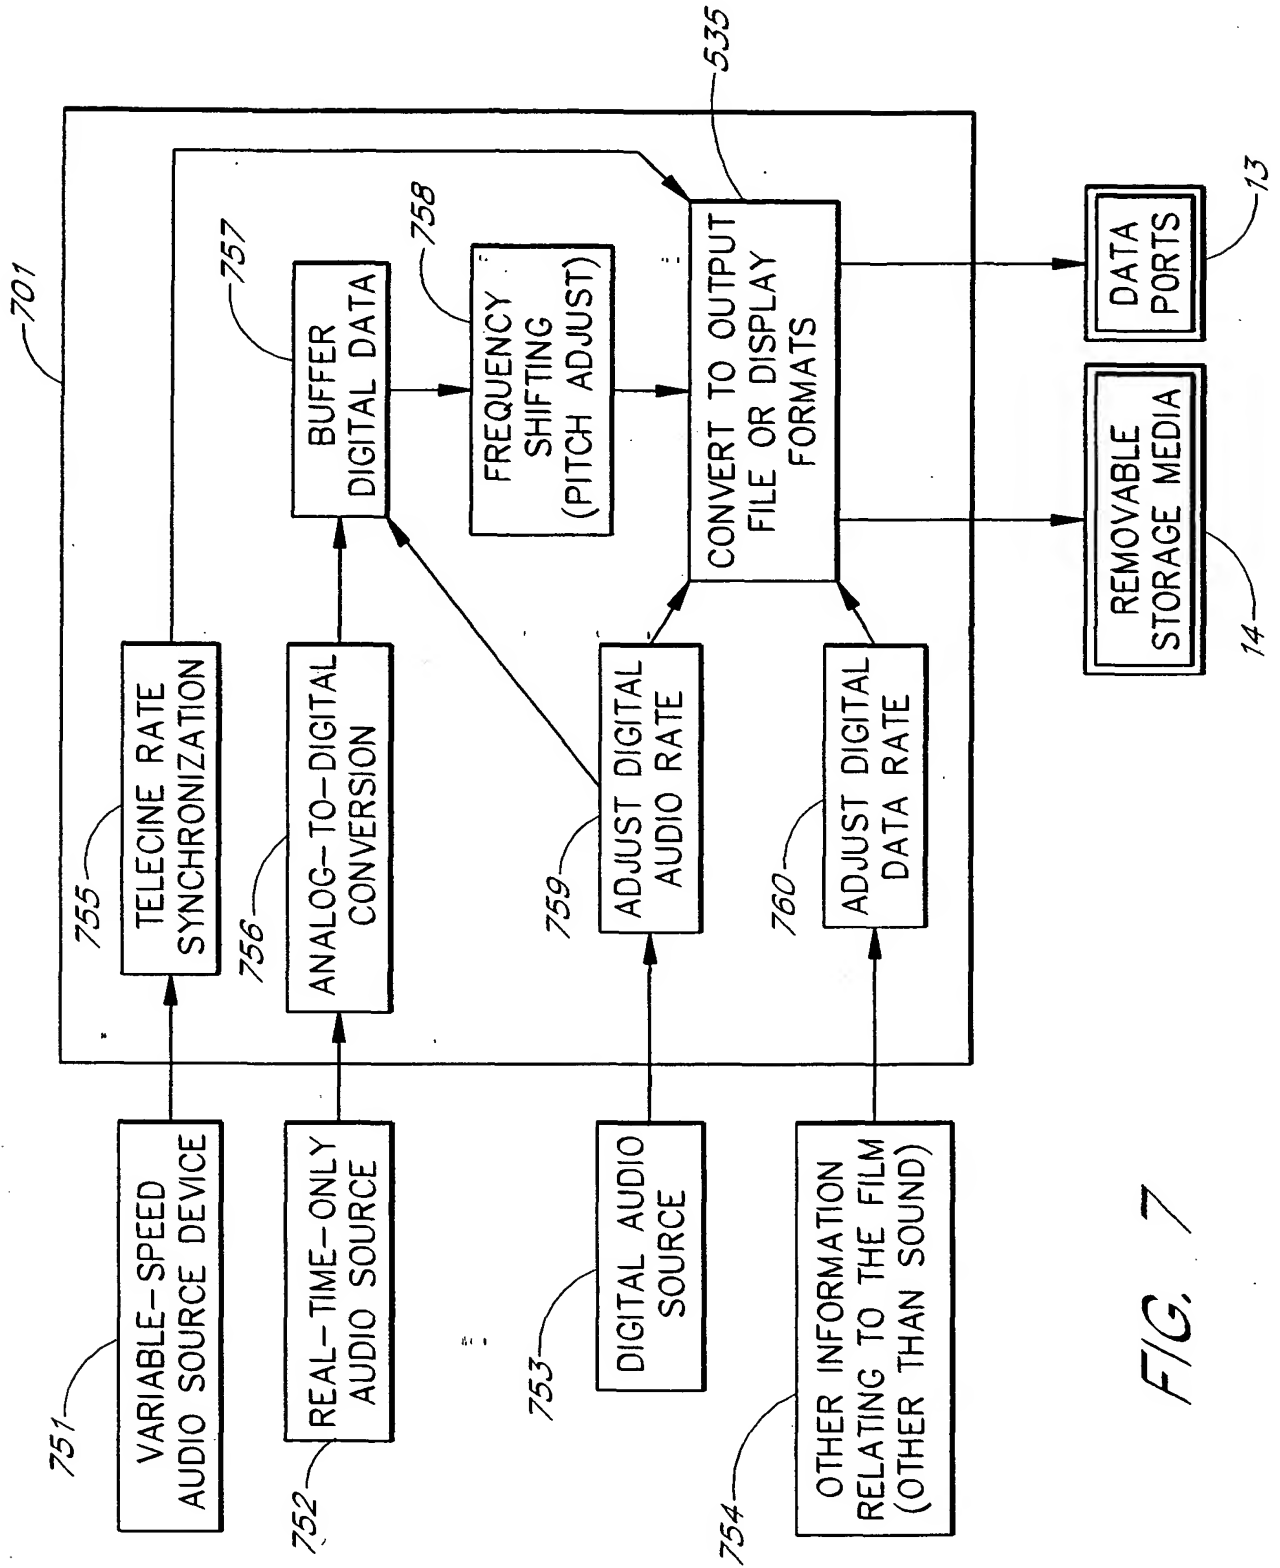 701
751
VARIABLE-SPEED
AUDIO SOURCE DEVICE
755
TELECINE RATE
SYNCHRONIZATION
752
REAL-TIME-ONLY
AUDIO SOURCE
756
ANALOG-TO-DIGITAL
CONVERSION
757
BUFFER
DIGITAL DATA
758
FREQUENCY
SHIFTING
(PITCH ADJUST)
753
DIGITAL AUDIO
SOURCE
759
ADJUST DIGITAL
AUDIO RATE
535
CONVERT TO OUTPUT
FILE OR DISPLAY
FORMATS
754
OTHER INFORMATION
RELATING TO THE FILM
(OTHER THAN SOUND)
760
ADJUST DIGITAL
DATA RATE
REMOVABLE
STORAGE MEDIA
14
DATA
PORTS
13
FIG. 7